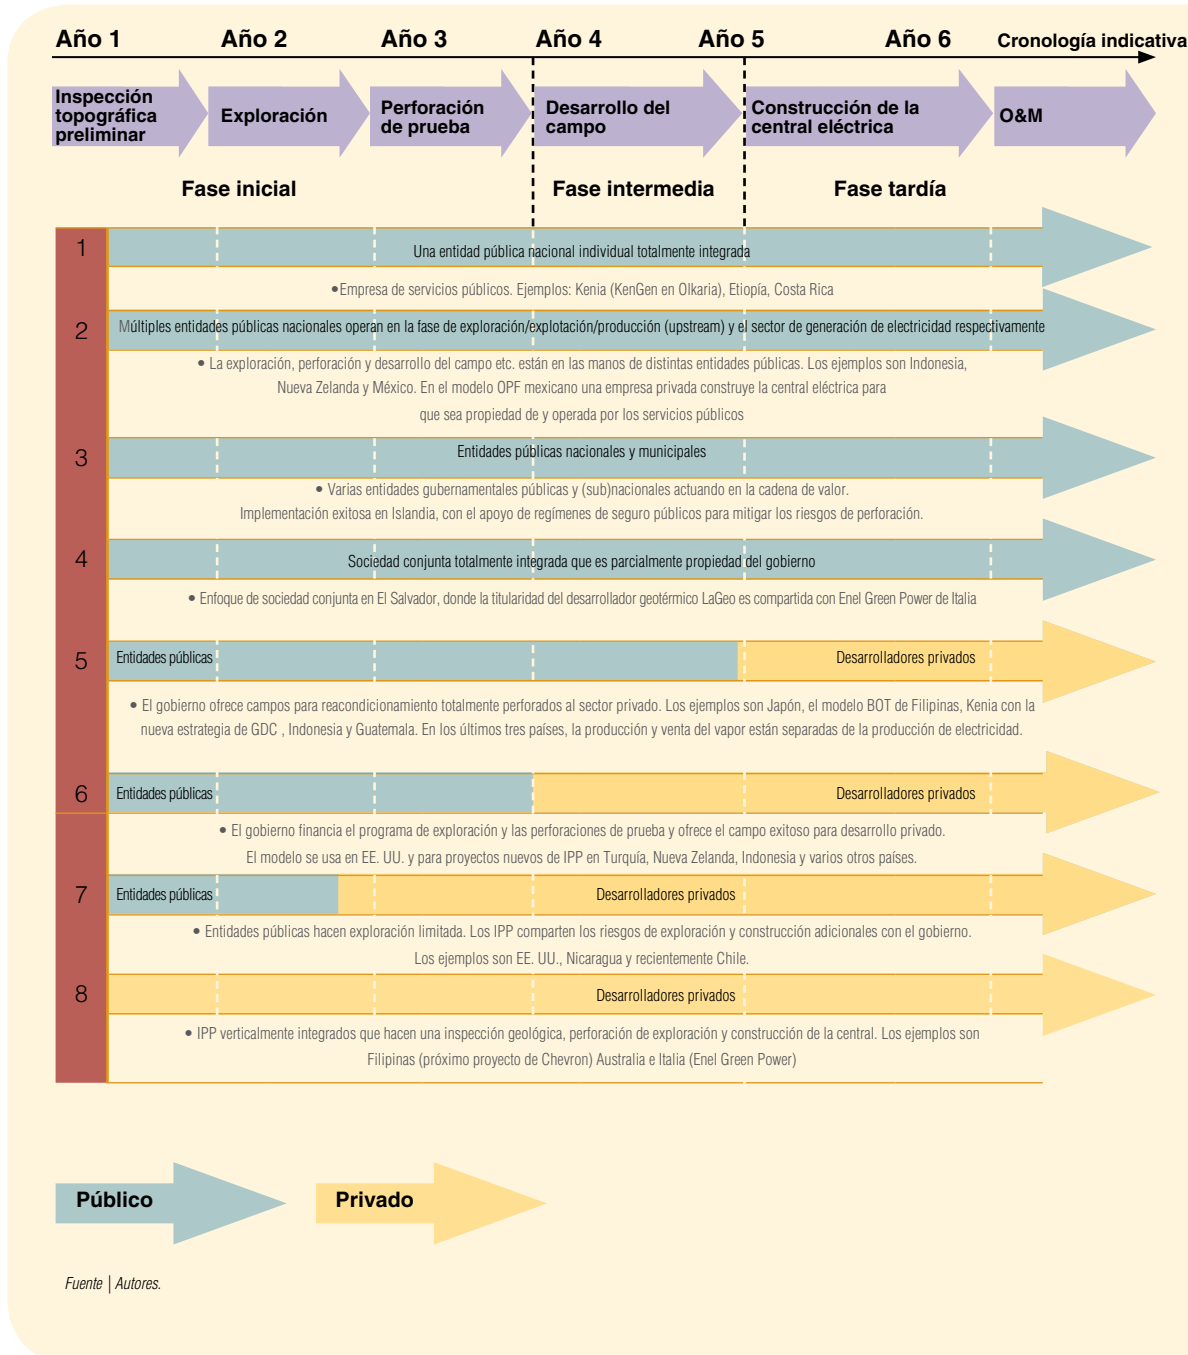 Año 1 Año 2 Año 3 Año 4 Año 5 Año 6 Cronología indicativa
Inspección
topográfica
preliminar
Exploración
Perforación
de prueba
Desarrollo del
campo
Construcción de la
central eléctrica
O&M
Fase inicial Fase intermedia Fase tardía
1
Una entidad pública nacional individual totalmente integrada
•Empresa de servicios públicos. Ejemplos: Kenia (KenGen en Olkaria), Etiopía, Costa Rica
2
Múltiples entidades públicas nacionales operan en la fase de exploración/explotación/producción (upstream) y el sector de generación de electricidad respectivamente
• La exploración, perforación y desarrollo del campo etc. están en las manos de distintas entidades públicas. Los ejemplos son Indonesia,
Nueva Zelanda y México. En el modelo OPF mexicano una empresa privada construye la central eléctrica para
que sea propiedad de y operada por los servicios públicos
3
Entidades públicas nacionales y municipales
• Varias entidades gubernamentales públicas y (sub)nacionales actuando en la cadena de valor.
Implementación exitosa en Islandia, con el apoyo de regímenes de seguro públicos para mitigar los riesgos de perforación.
4
Sociedad conjunta totalmente integrada que es parcialmente propiedad del gobierno
• Enfoque de sociedad conjunta en El Salvador, donde la titularidad del desarrollador geotérmico LaGeo es compartida con Enel Green Power de Italia
5
Entidades públicas Desarrolladores privados
• El gobierno ofrece campos para reacondicionamiento totalmente perforados al sector privado. Los ejemplos son Japón, el modelo BOT de Filipinas, Kenia con la
nueva estrategia de GDC , Indonesia y Guatemala. En los últimos tres países, la producción y venta del vapor están separadas de la producción de electricidad.
6
Entidades públicas Desarrolladores privados
• El gobierno financia el programa de exploración y las perforaciones de prueba y ofrece el campo exitoso para desarrollo privado.
El modelo se usa en EE. UU. y para proyectos nuevos de IPP en Turquía, Nueva Zelanda, Indonesia y varios otros países.
7
Entidades públicas Desarrolladores privados
• Entidades públicas hacen exploración limitada. Los IPP comparten los riesgos de exploración y construcción adicionales con el gobierno.
Los ejemplos son EE. UU., Nicaragua y recientemente Chile.
8
Desarrolladores privados
• IPP verticalmente integrados que hacen una inspección geológica, perforación de exploración y construcción de la central. Los ejemplos son
Filipinas (próximo proyecto de Chevron) Australia e Italia (Enel Green Power)
Público Privado
Fuente | Autores.